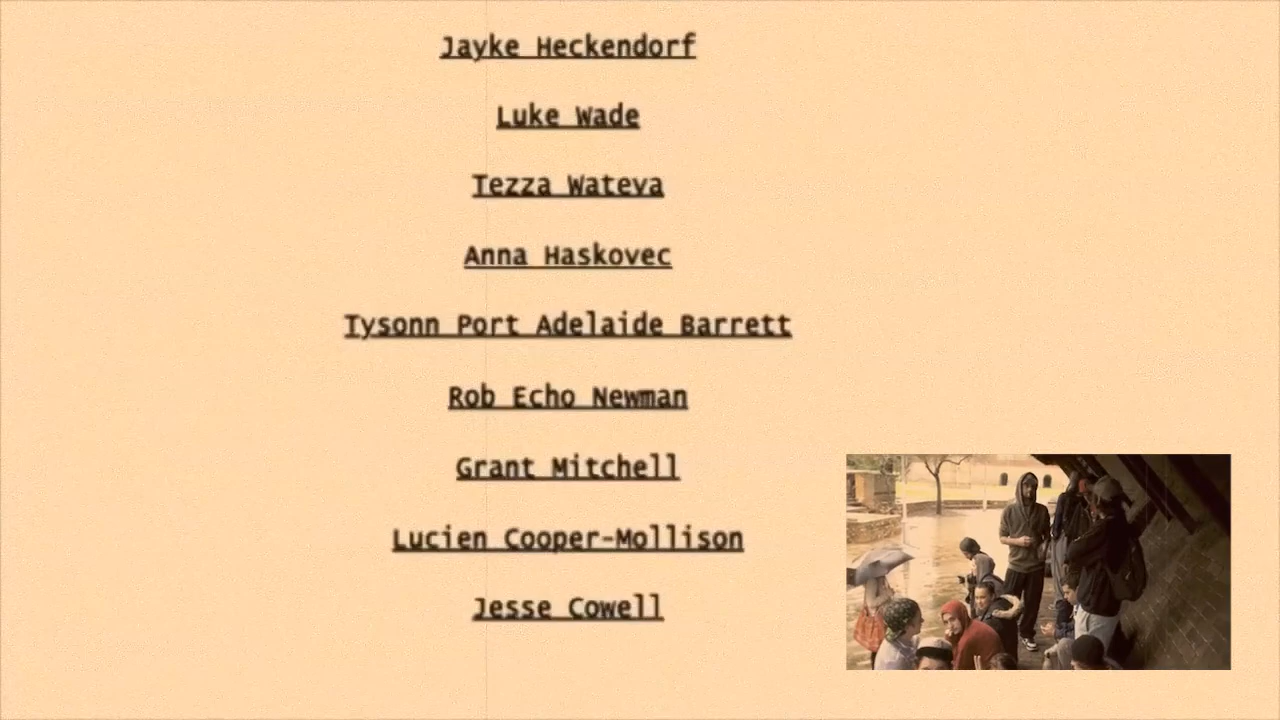 Jayke Heckendorf
Luke Wade
Tezza Wateva
Anna Haskovec
Tysonn Port Adelaide Barrett
Rob Echo Newman
Grant Mitchell
Lucien Cooper-Mollison
Jesse Cowell